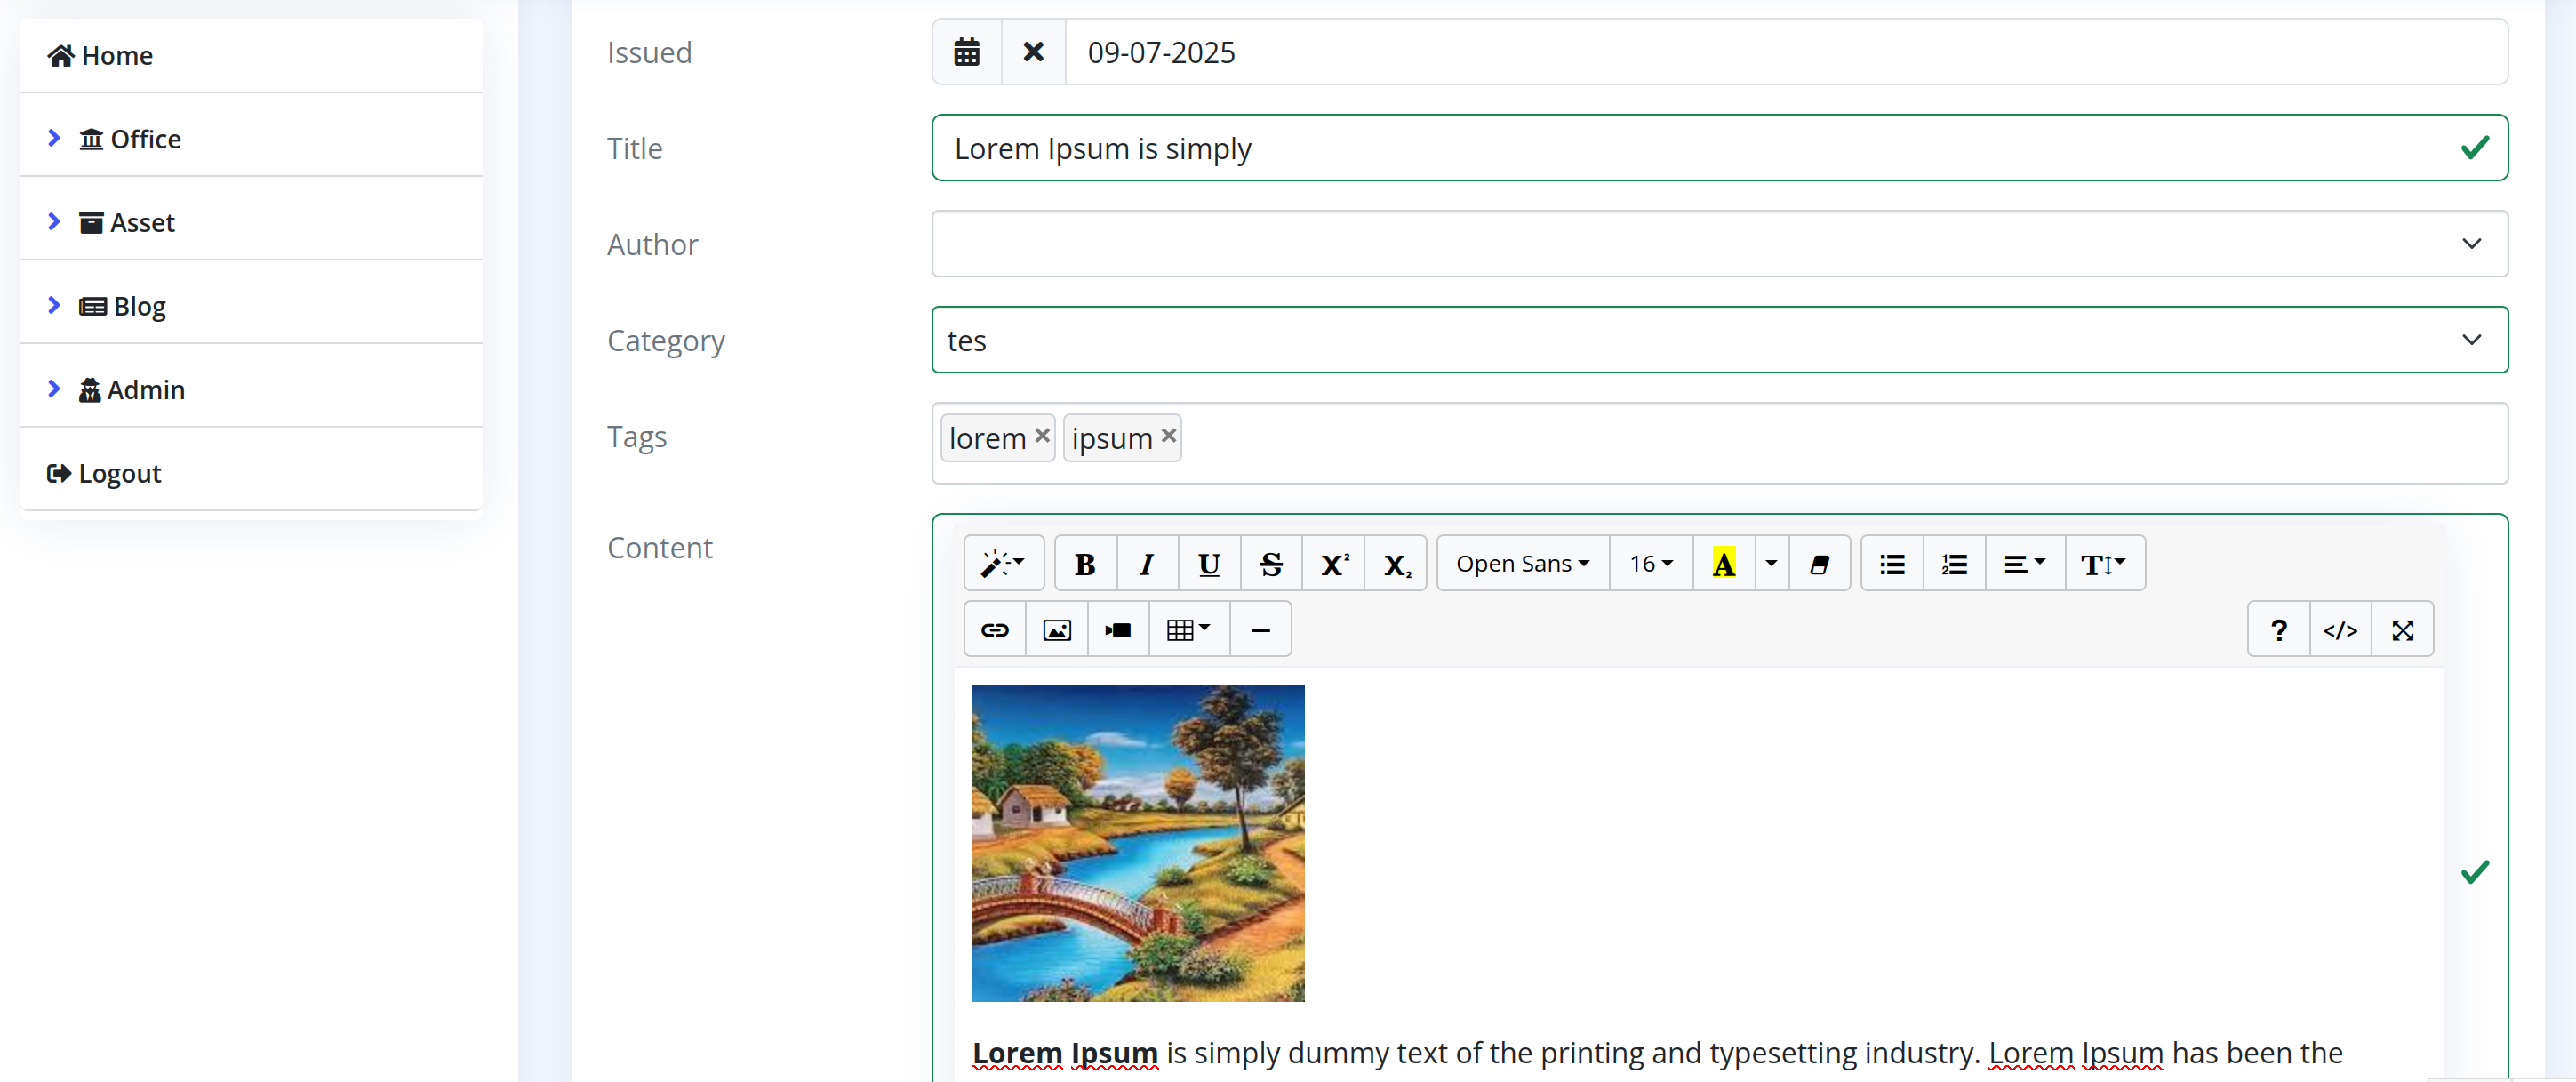 Home
Office
Asset
Blog
Admin
Logout
Issued
09-07-2025
Title
Lorem Ipsum is simply
Author
Category
tes
Tags
lorem × ipsum ×
Content
B I U S X² X₂ Open Sans 16 A T
? </>
Lorem Ipsum is simply dummy text of the printing and typesetting industry. Lorem Ipsum has been the